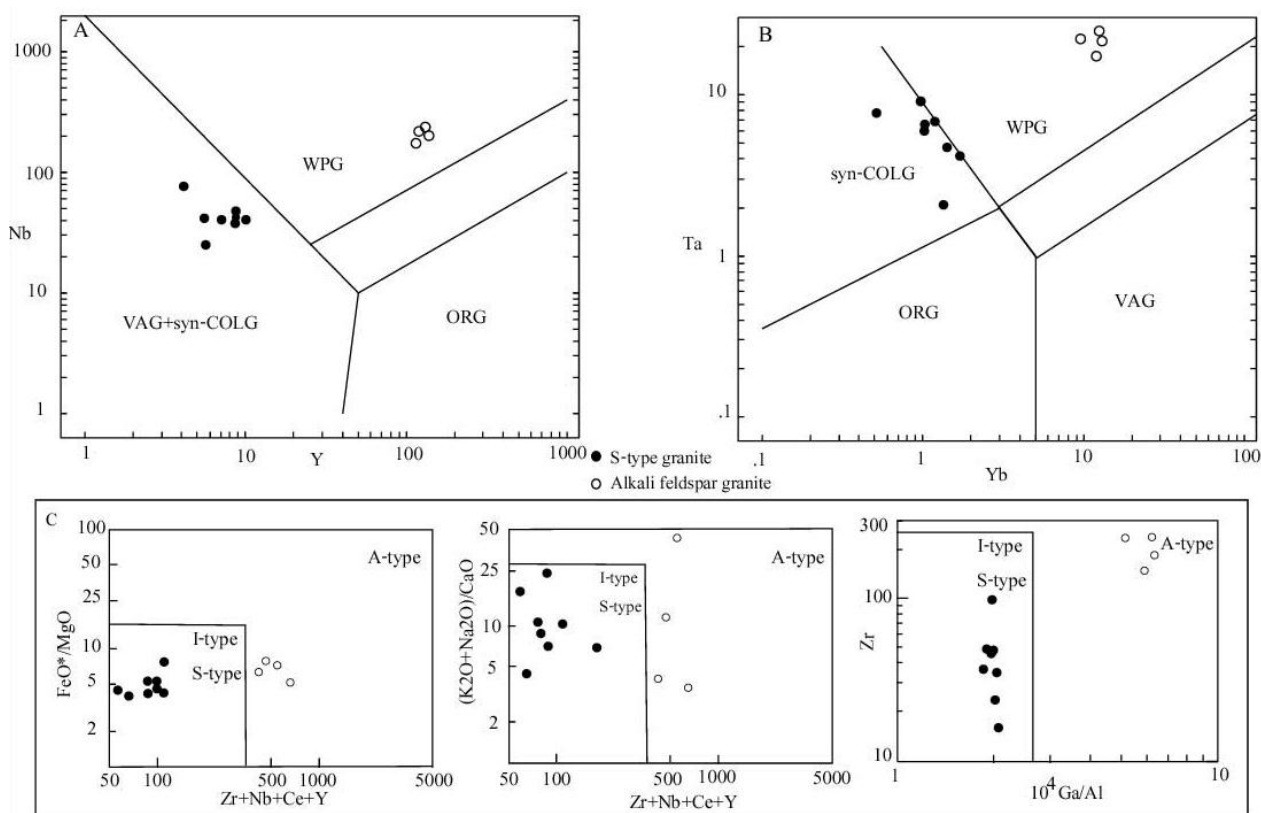 A
1000
100
Nb
10
1
WPG
VAG+syn-COLG
ORG
1
10
Y
100
1000
B
10
Ta
1
.1
WPG
syn-COLG
ORG
VAG
.1
1
10
Yb
100
S-type granite
Alkali feldspar granite
C
100
50
25
10
5
2
FeO*/MgO
A-type
I-type
S-type
50
100
500
1000
5000
Zr+Nb+Ce+Y
50
25
10
5
2
(K2O+Na2O)/CaO
A-type
I-type
S-type
50
100
500
1000
5000
Zr+Nb+Ce+Y
300
100
10
Zr
I-type
A-type
S-type
1
10
10⁴ Ga/Al